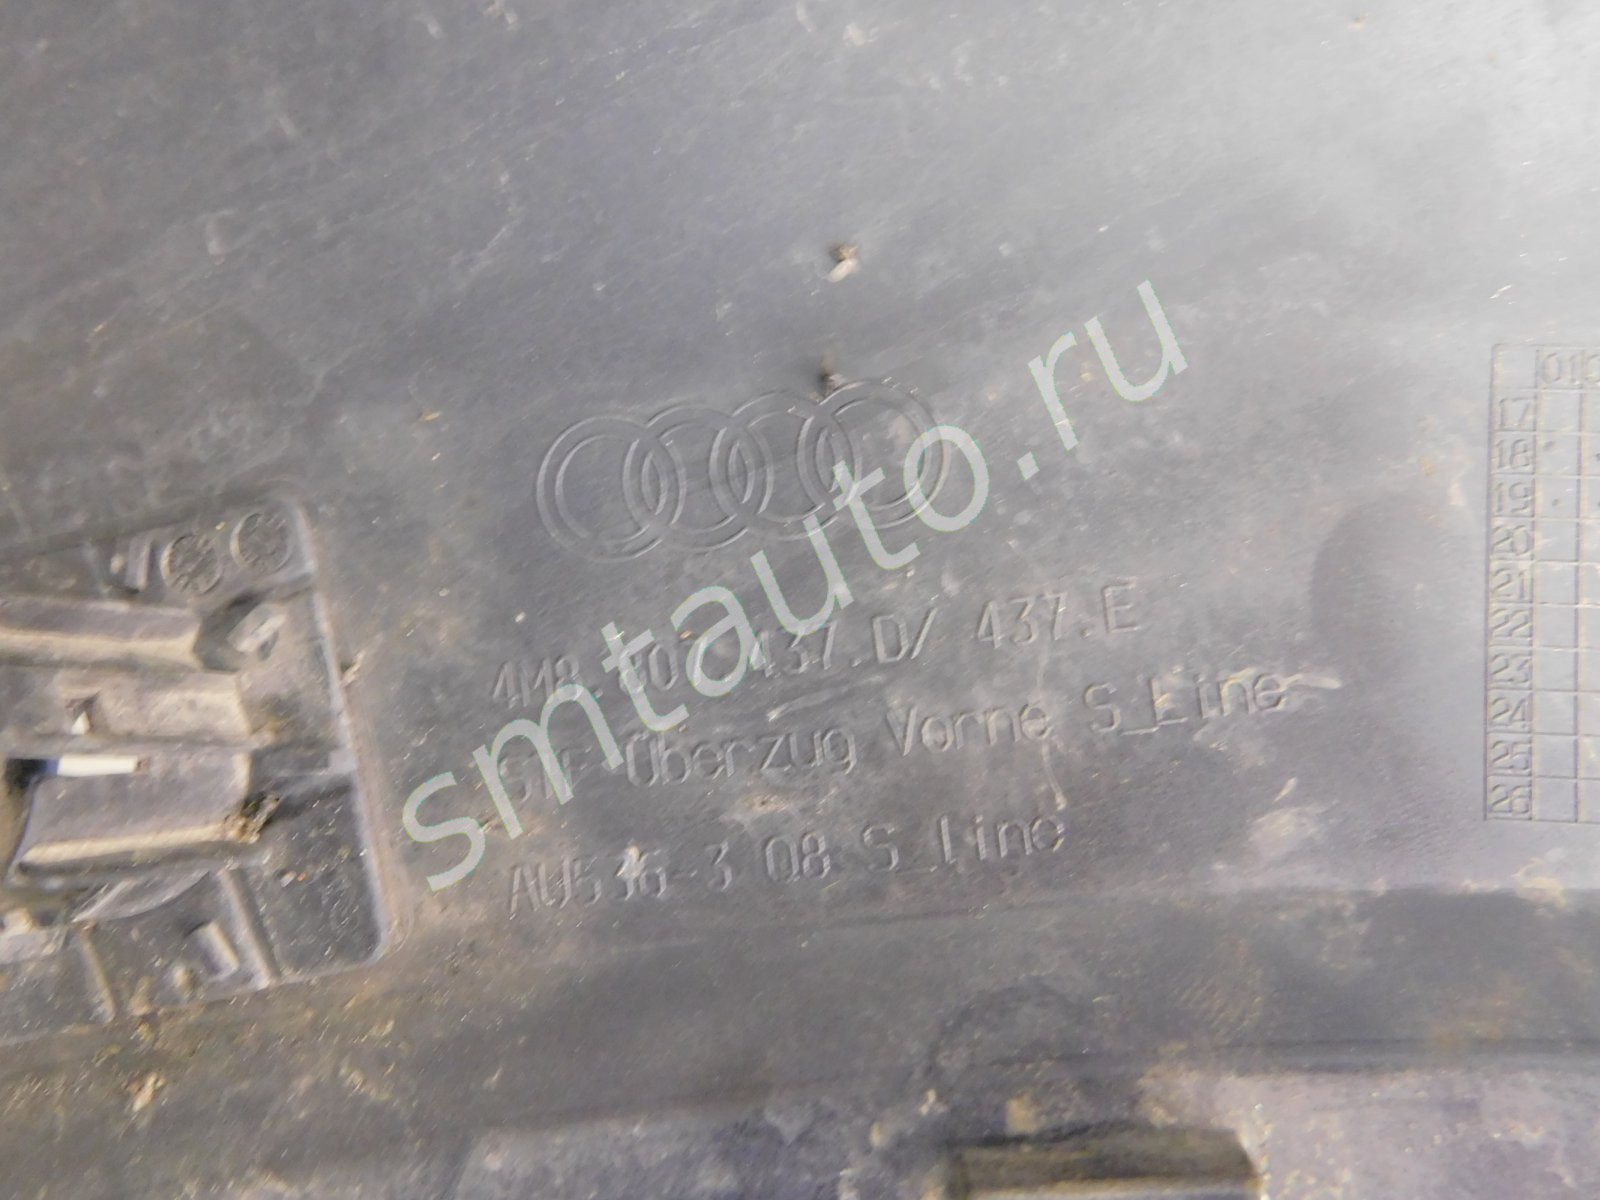 smtauto.ru
4M8.807.437.D/ 437.E
Überzug Vorne S_Line
AU536-3 Q8 S_Line
01
17
18
19
20
21
22
23
24
25
26